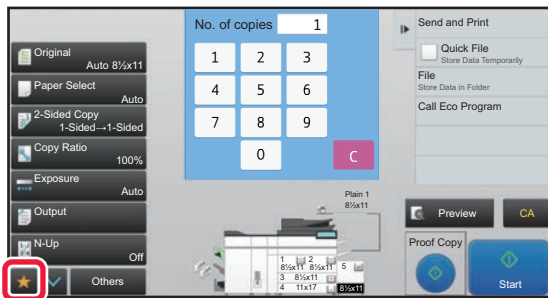 Original
Auto 8½x11
Paper Select
Auto
2-Sided Copy
1-Sided→1-Sided
Copy Ratio
100%
Exposure
Auto
Output
N-Up
Off
Others
No. of copies 1
1 2 3
4 5 6
7 8 9
0 C
Plain 1
8½x11
1 2
8½x11 8½x11 5
3 8½x11
4 11x17 8½x11
Send and Print
Quick File
Store Data Temporarily
File
Store Data in Folder
Call Eco Program
Preview CA
Proof Copy
Start